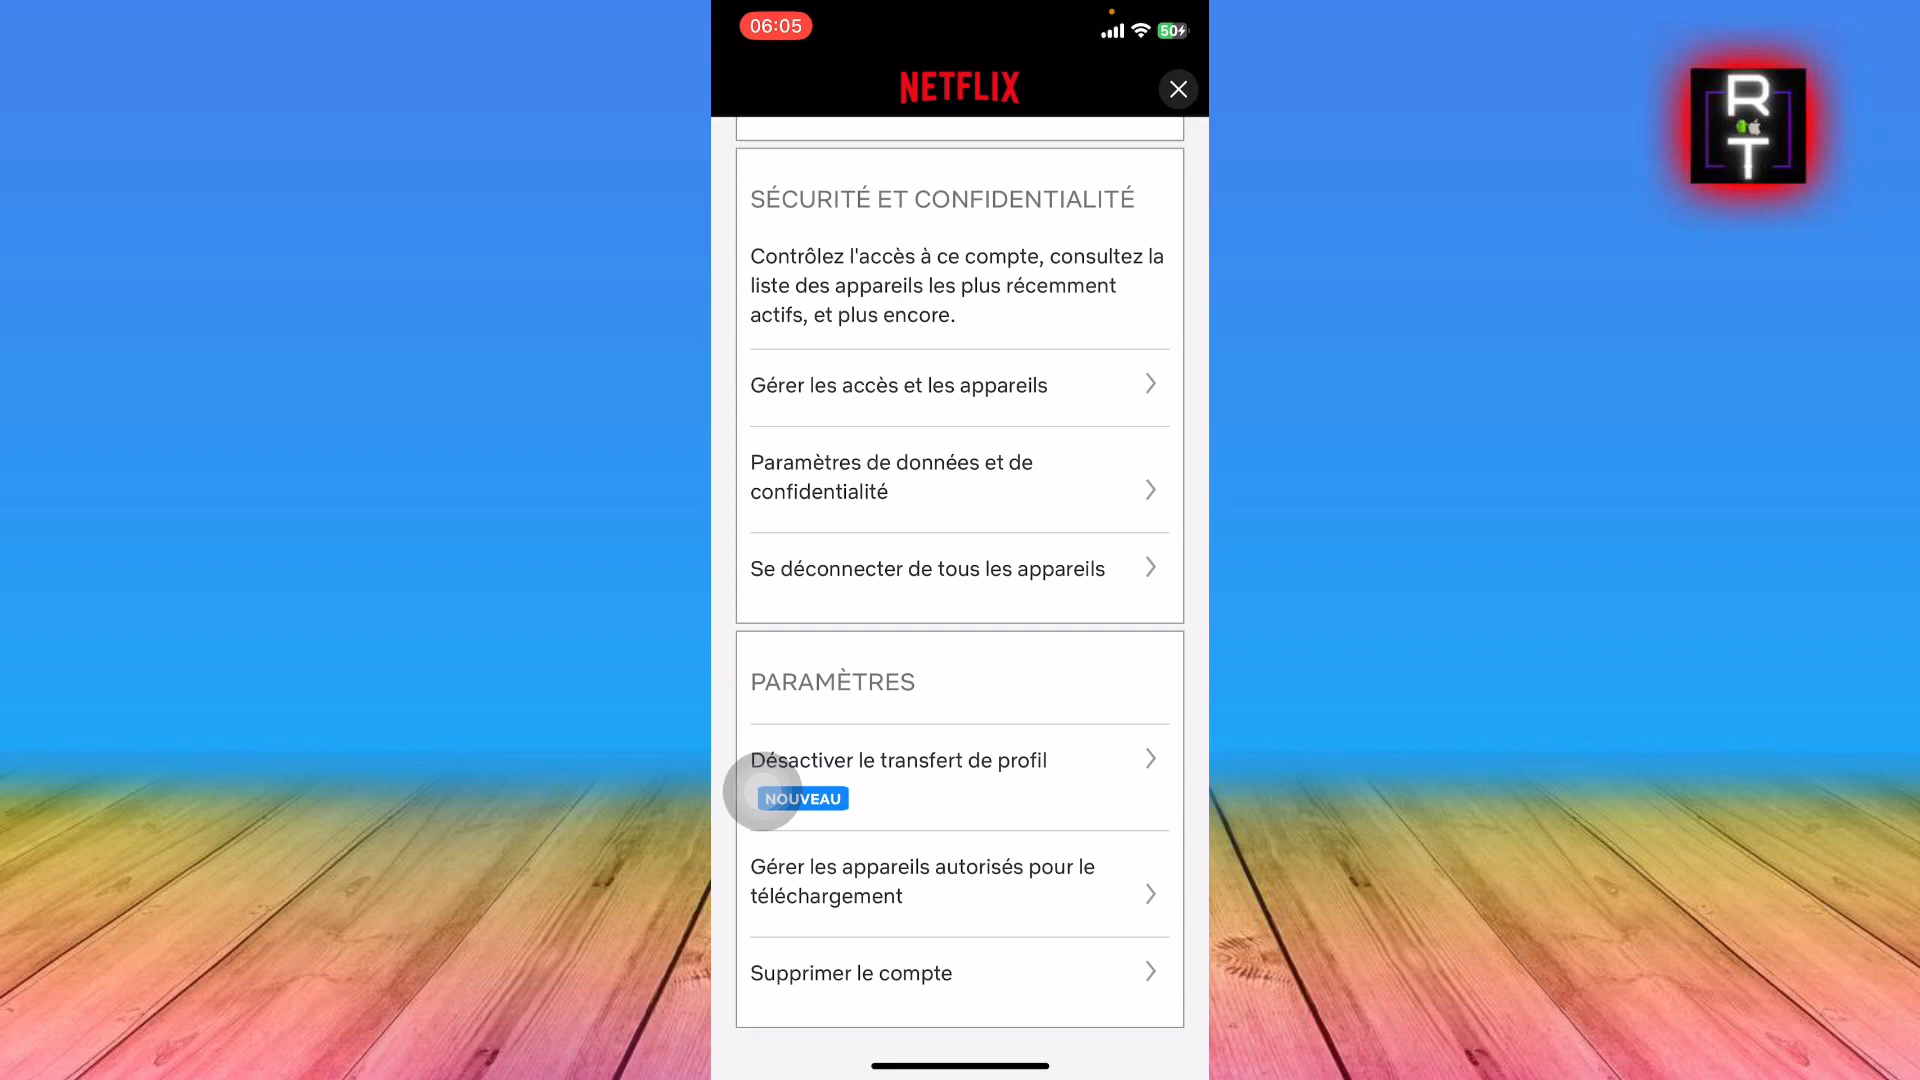 06:05
50
NETFLIX
R
T
SÉCURITÉ ET CONFIDENTIALITÉ
Contrôlez l'accès à ce compte, consultez la
liste des appareils les plus récemment
actifs, et plus encore.
Gérer les accès et les appareils
Paramètres de données et de
confidentialité
Se déconnecter de tous les appareils
PARAMÈTRES
Désactiver le transfert de profil
NOUVEAU
Gérer les appareils autorisés pour le
téléchargement
Supprimer le compte